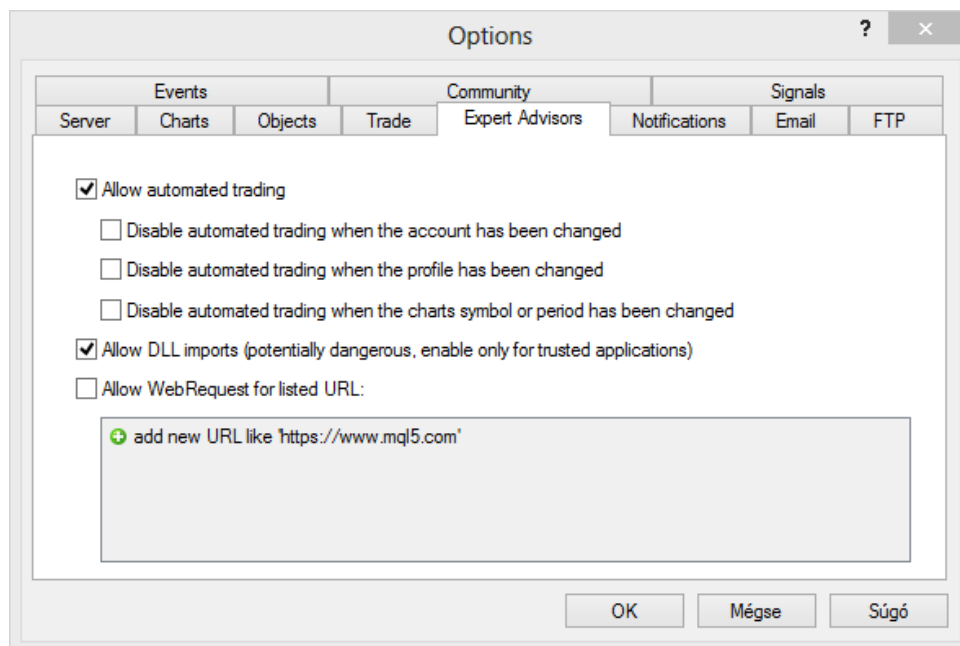 Options
?
Events Community Signals
Server Charts Objects Trade Expert Advisors Notifications Email FTP
Allow automated trading
Disable automated trading when the account has been changed
Disable automated trading when the profile has been changed
Disable automated trading when the charts symbol or period has been changed
Allow DLL imports (potentially dangerous, enable only for trusted applications)
Allow WebRequest for listed URL:
add new URL like 'https://www.mql5.com'
OK Mégse Súgó